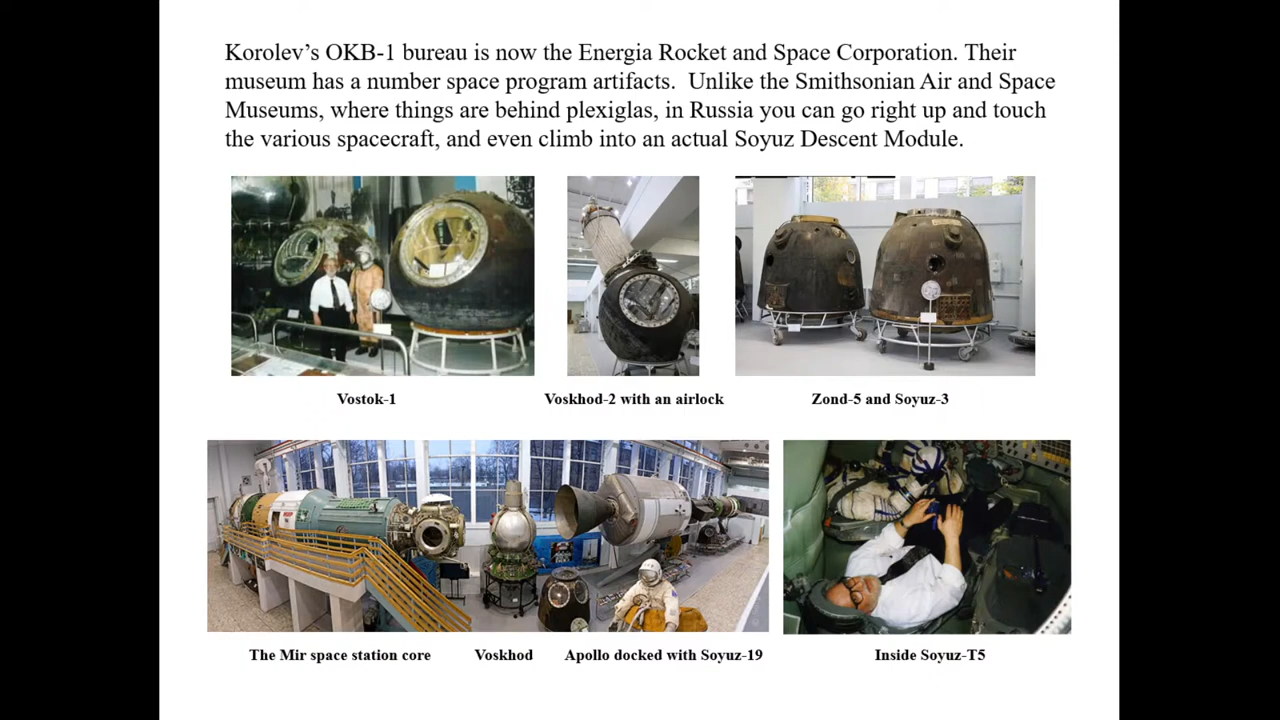 Korolev's OKB-1 bureau is now the Energia Rocket and Space Corporation. Their
museum has a number space program artifacts.  Unlike the Smithsonian Air and Space
Museums, where things are behind plexiglas, in Russia you can go right up and touch
the various spacecraft, and even climb into an actual Soyuz Descent Module.
Vostok-1
Voskhod-2 with an airlock
Zond-5 and Soyuz-3
The Mir space station core
Voskhod
Apollo docked with Soyuz-19
Inside Soyuz-T5